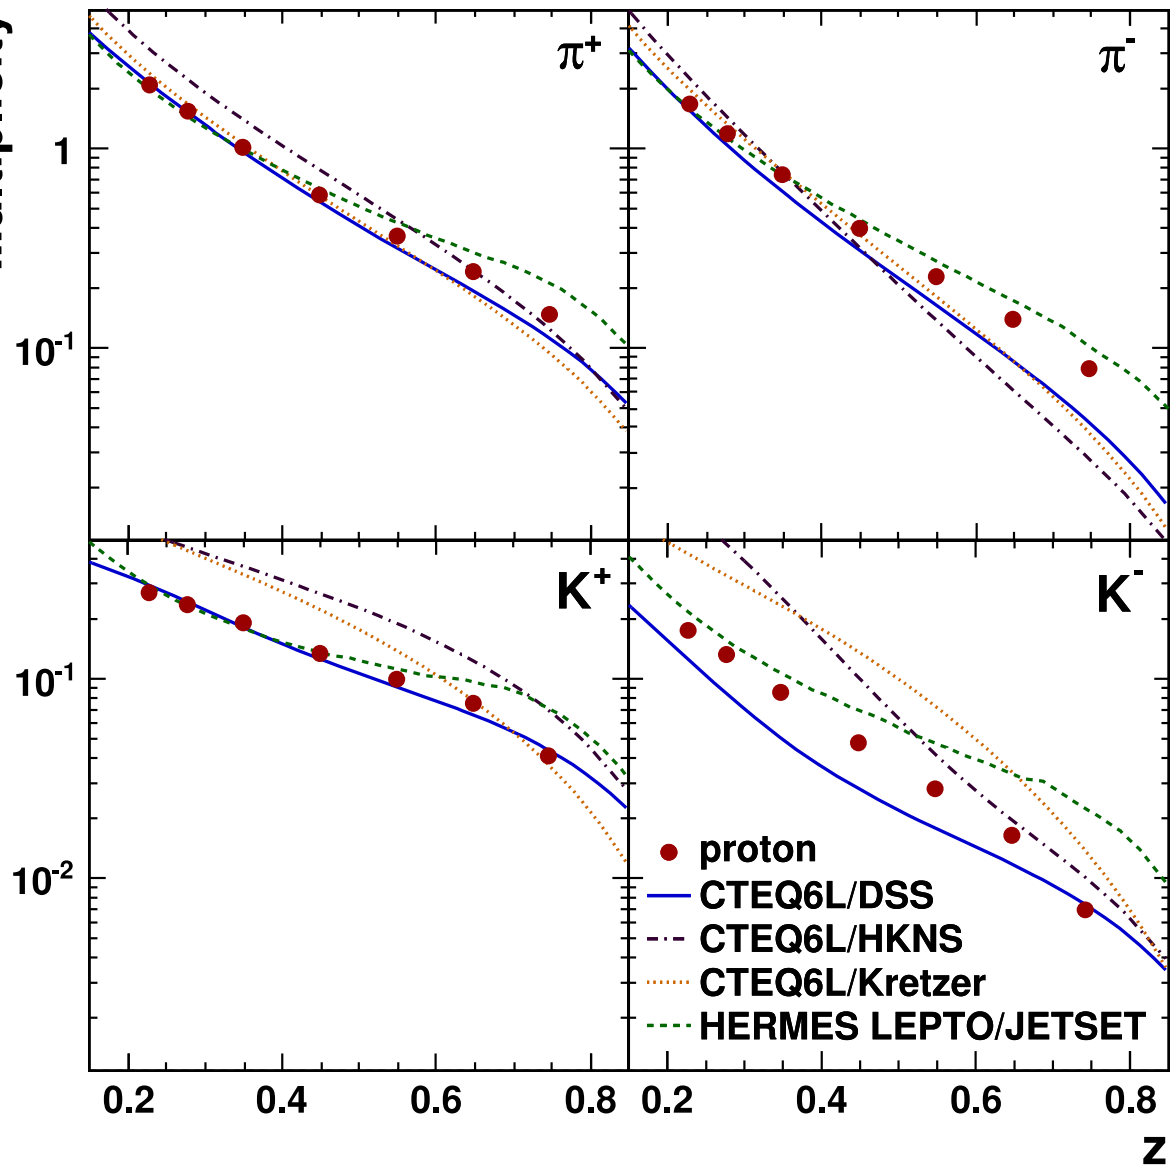 π⁺
π⁻
1
10⁻¹
K⁺
K⁻
10⁻¹
10⁻²
proton
CTEQ6L/DSS
CTEQ6L/HKNS
CTEQ6L/Kretzer
HERMES LEPTO/JETSET
0.2 0.4 0.6 0.8 0.2 0.4 0.6 0.8
z